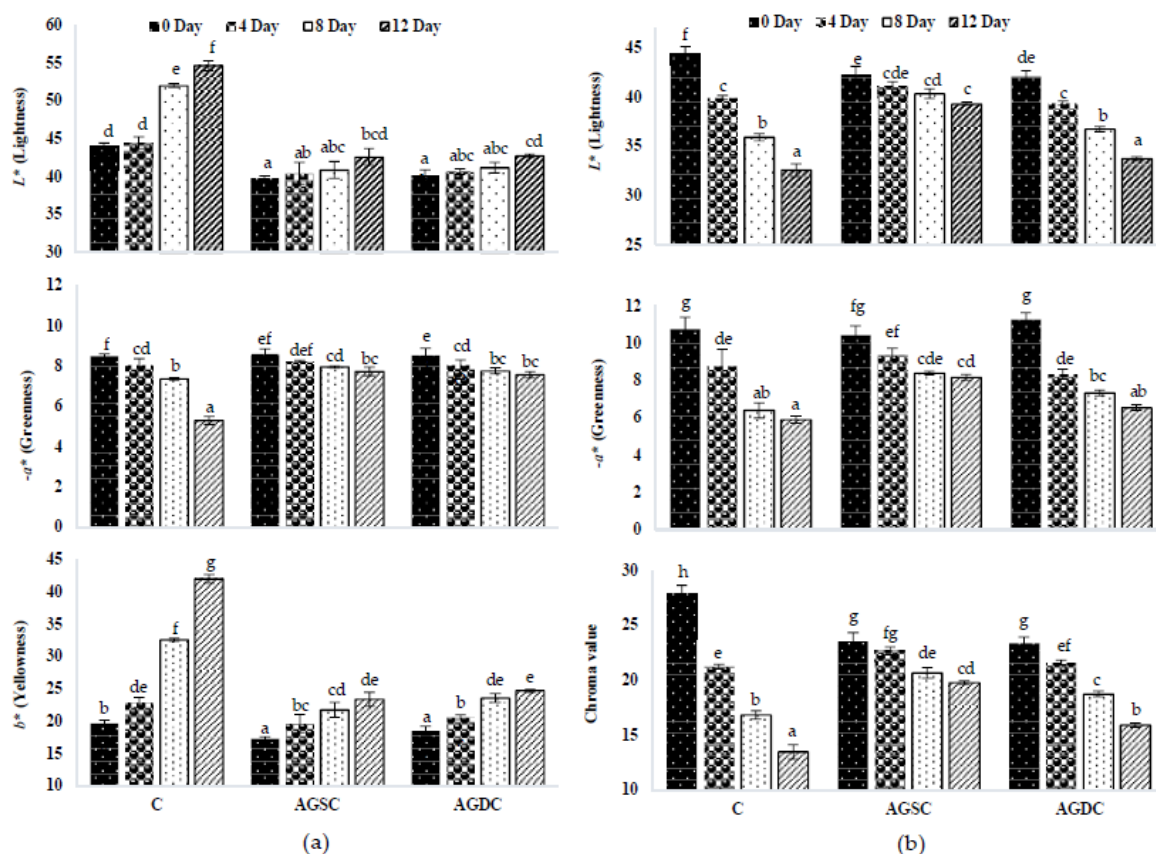 0 Day 4 Day 8 Day 12 Day
60
55
50
45
40
35
30
L* (Lightness)
d d e f
a ab abc bcd
a abc abc cd
12
10
8
6
4
2
0
-a* (Greenness)
f cd b a
ef def cd bc
e cd bc bc
45
40
35
30
25
20
15
10
b* (Yellowness)
b de f g
a bc cd de
a b de e
C AGSC AGDC
(a)
0 Day 4 Day 8 Day 12 Day
45
40
35
30
25
L* (Lightness)
f c b a
e cde cd c
de c b a
12
10
8
6
4
2
0
-a* (Greenness)
g de ab a
fg ef cde cd
g de bc ab
30
25
20
15
10
Chroma value
h e b a
g fg de cd
g ef c b
C AGSC AGDC
(b)